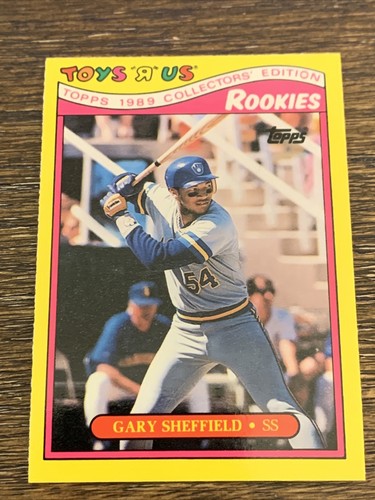 TOYS "R" US
TOPPS 1989 COLLECTORS' EDITION
ROOKIES
Topps
54
GARY SHEFFIELD • SS